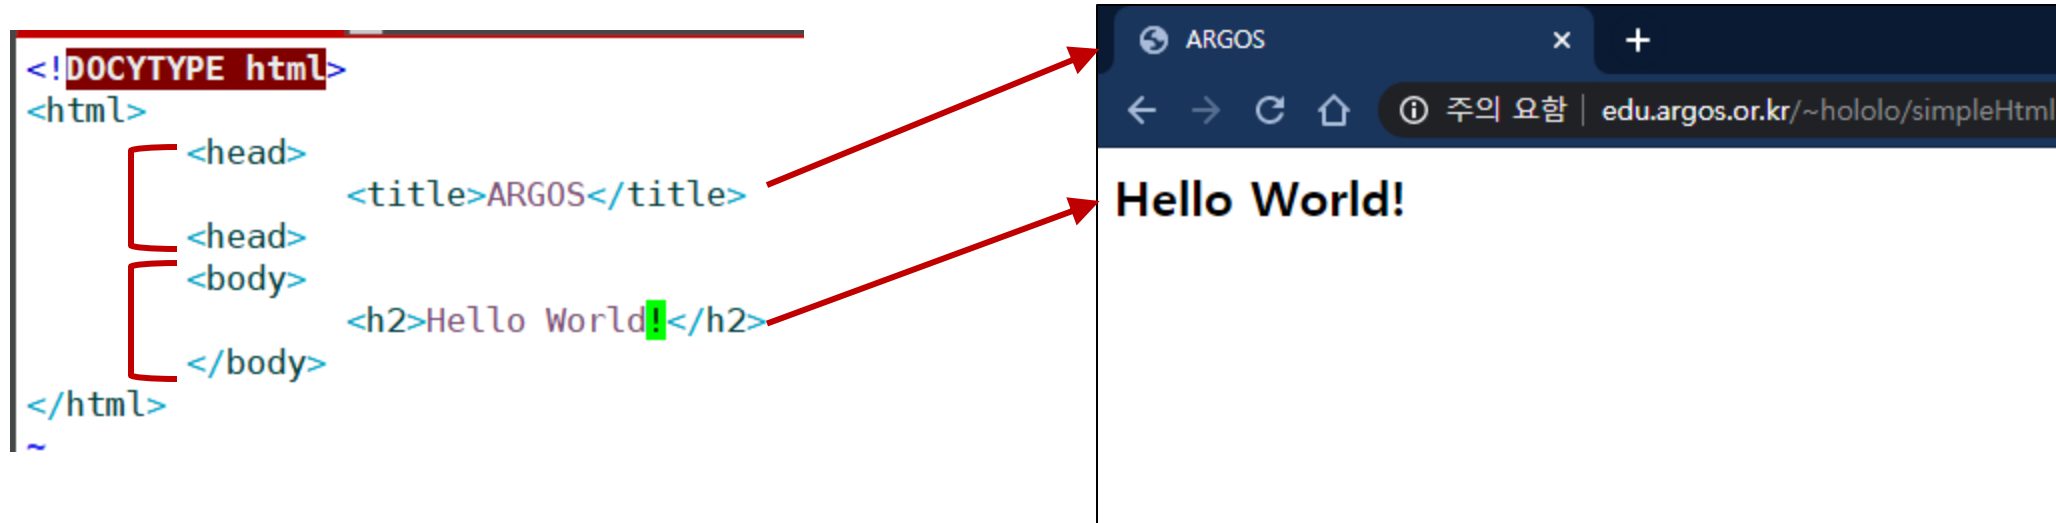 <!DOCYTYPE html>
<html>
<head>
<title>ARGOS</title>
<head>
<body>
<h2>Hello World!</h2>
</body>
</html>
~
ARGOS
주의 요함 | edu.argos.or.kr/~hololo/simpleHtml
Hello World!